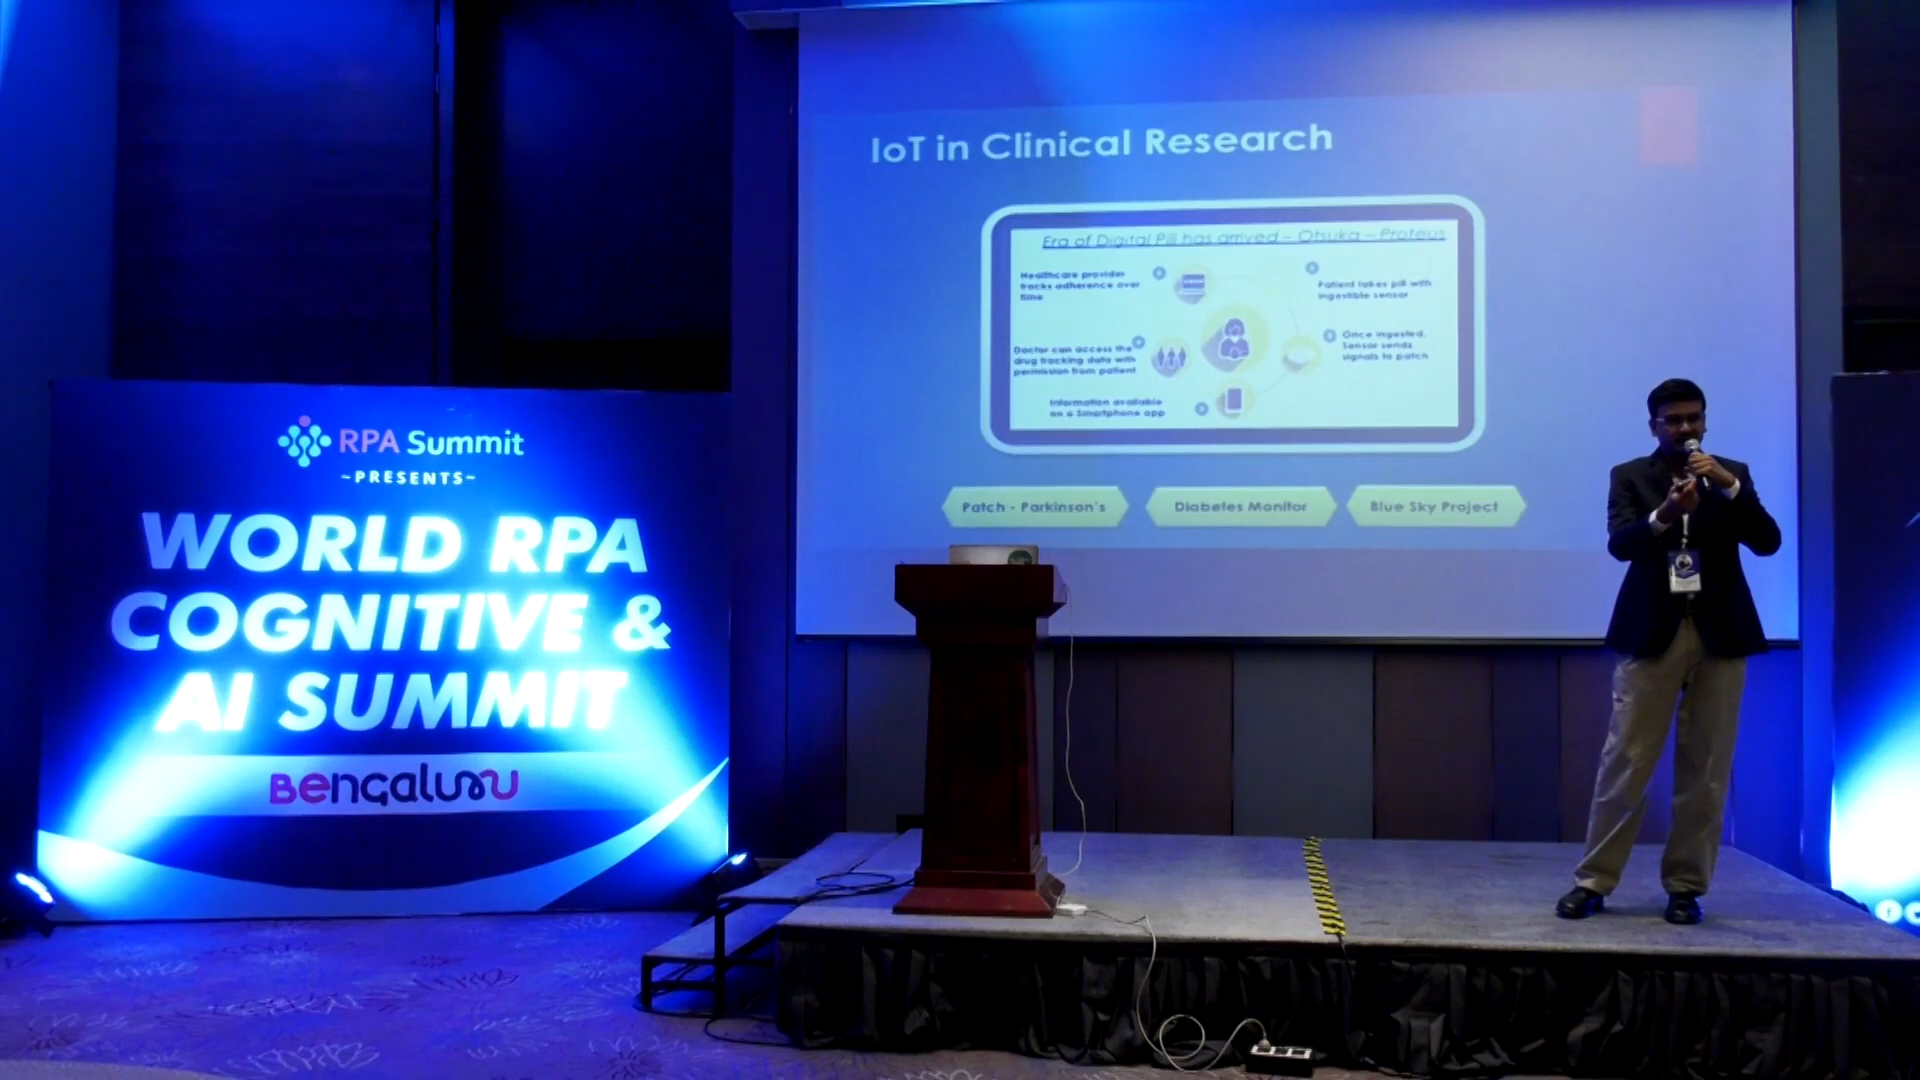 RPA Summit
~PRESENTS~
WORLD RPA
COGNITIVE &
AI SUMMIT
BENGALURU
IoT in Clinical Research
Era of Digital Pill has arrived – Otsuka – Proteus
Healthcare provider
tracks adherence over
time
Patient takes pill with
ingestible sensor
Once ingested,
Sensor sends
signals to patch
Doctor can access the
drug tracking data with
permission from patient
Information available
on a Smartphone app
Patch - Parkinson's
Diabetes Monitor
Blue Sky Project